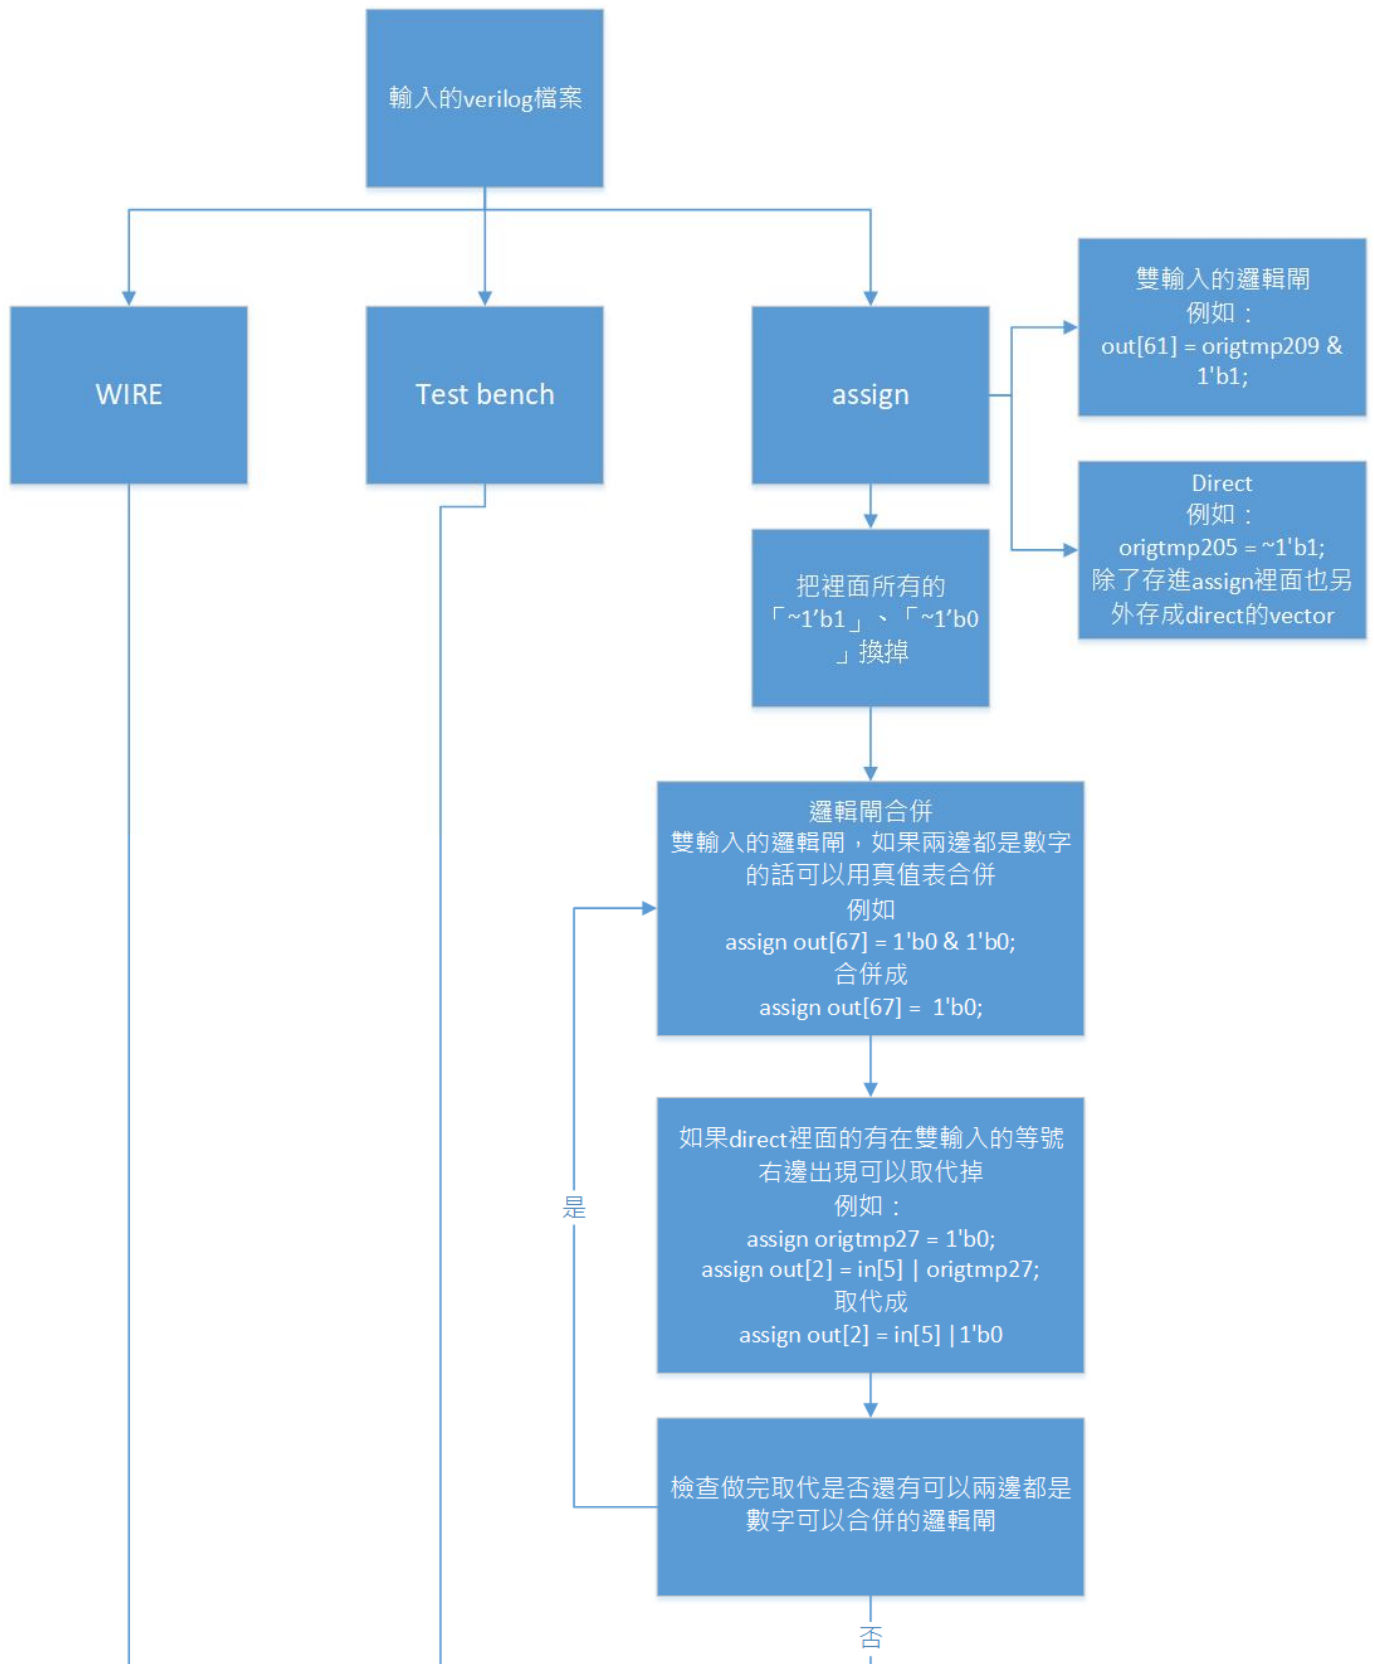 輸入的verilog檔案
WIRE
Test bench
assign
雙輸入的邏輯閘
例如：
out[61] = origtmp209 &
1'b1;
Direct
例如：
origtmp205 = ~1'b1;
除了存進assign裡面也另
外存成direct的vector
把裡面所有的
「~1’b1」、「~1’b0
」換掉
邏輯閘合併
雙輸入的邏輯閘，如果兩邊都是數字
的話可以用真值表合併
例如
assign out[67] = 1'b0 & 1'b0;
合併成
assign out[67] =  1'b0;
如果direct裡面的有在雙輸入的等號
右邊出現可以取代掉
例如：
assign origtmp27 = 1'b0;
assign out[2] = in[5] | origtmp27;
取代成
assign out[2] = in[5] |1'b0
是
檢查做完取代是否還有可以兩邊都是
數字可以合併的邏輯閘
否